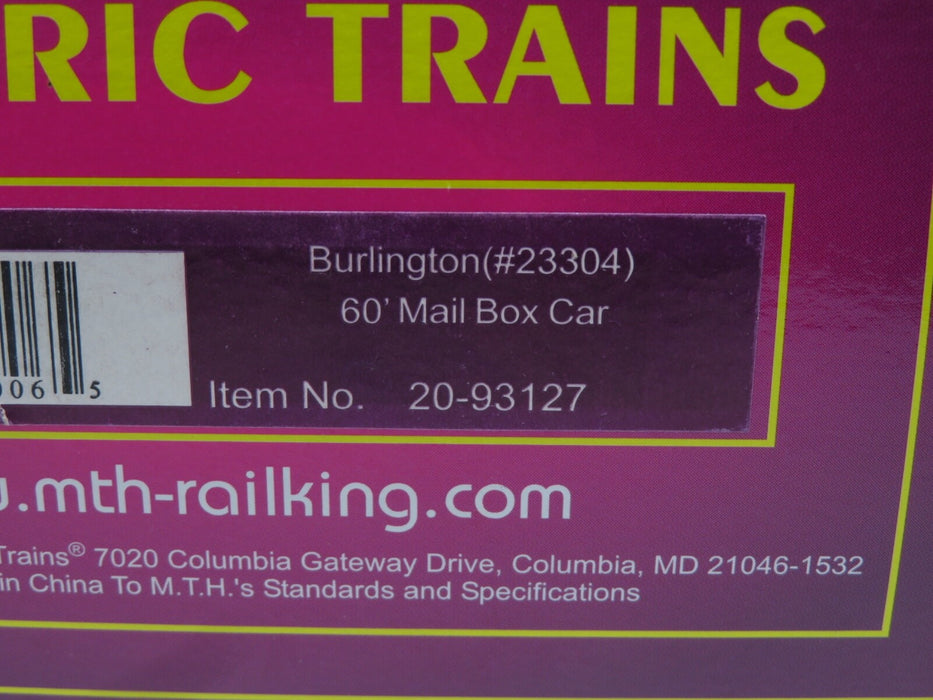 RIC TRAINS
Burlington(#23304)
60' Mail Box Car
006 5
Item No. 20-93127
.mth-railking.com
Trains® 7020 Columbia Gateway Drive, Columbia, MD 21046-1532
in China To M.T.H.'s Standards and Specifications